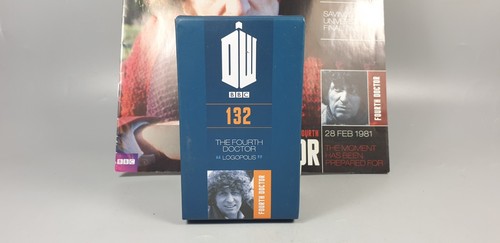 DW
BBC
132
THE FOURTH
DOCTOR
"LOGOPOLIS"
FOURTH DOCTOR
FOURTH DOCTOR
FOURTH
28 FEB 1981
THE MOMENT
HAS BEEN
PREPARED FOR
BBC